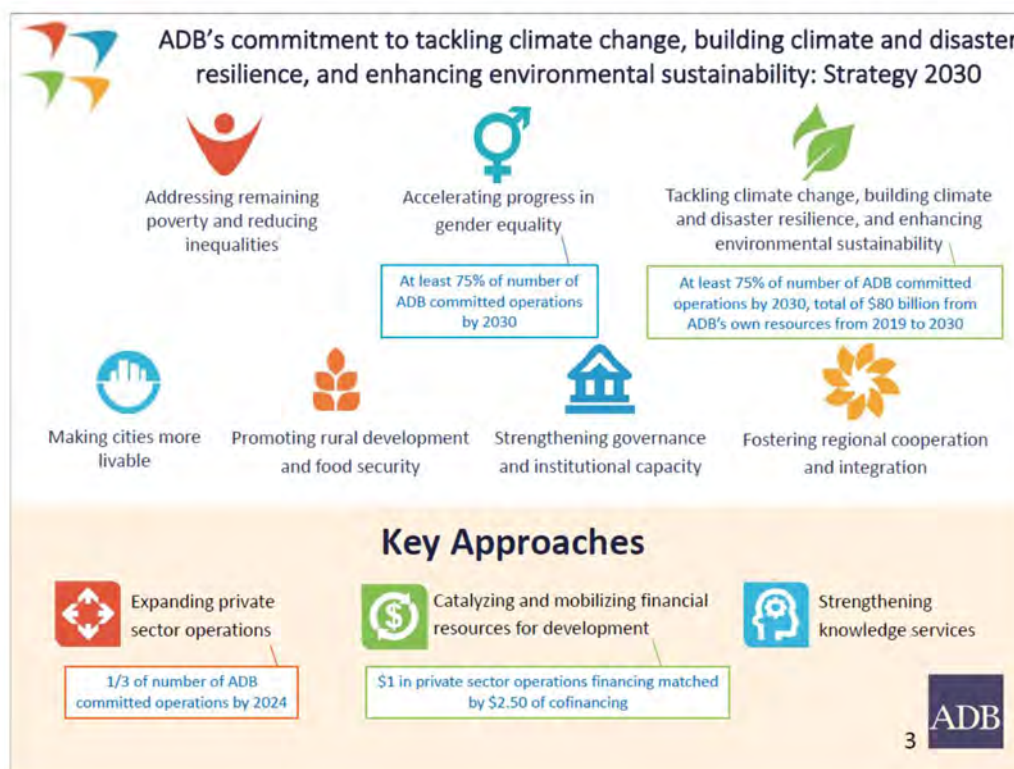 ADB's commitment to tackling climate change, building climate and disaster
resilience, and enhancing environmental sustainability: Strategy 2030
Addressing remaining
poverty and reducing
inequalities
Accelerating progress in
gender equality
At least 75% of number of
ADB committed operations
by 2030
Tackling climate change, building climate
and disaster resilience, and enhancing
environmental sustainability
At least 75% of number of ADB committed
operations by 2030, total of $80 billion from
ADB's own resources from 2019 to 2030
Making cities more
livable
Promoting rural development
and food security
Strengthening governance
and institutional capacity
Fostering regional cooperation
and integration
Key Approaches
Expanding private
sector operations
1/3 of number of ADB
committed operations by 2024
Catalyzing and mobilizing financial
resources for development
$1 in private sector operations financing matched
by $2.50 of cofinancing
Strengthening
knowledge services
3
ADB